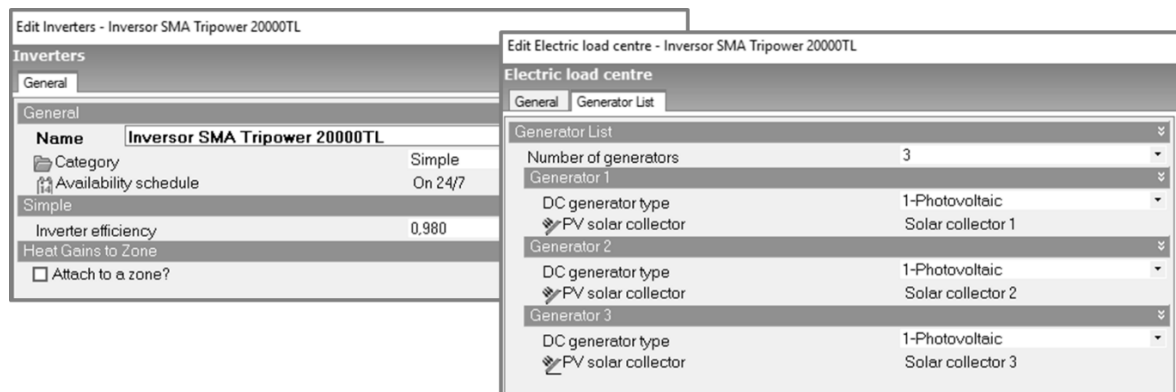 Edit Inverters - Inversor SMA Tripower 20000TL
Inverters
General
General
Name Inversor SMA Tripower 20000TL
Category Simple
Availability schedule On 24/7
Simple
Inverter efficiency 0,980
Heat Gains to Zone
Attach to a zone?
Edit Electric load centre - Inversor SMA Tripower 20000TL
Electric load centre
General Generator List
Generator List
Number of generators 3
Generator 1
DC generator type 1-Photovoltaic
PV solar collector Solar collector 1
Generator 2
DC generator type 1-Photovoltaic
PV solar collector Solar collector 2
Generator 3
DC generator type 1-Photovoltaic
PV solar collector Solar collector 3